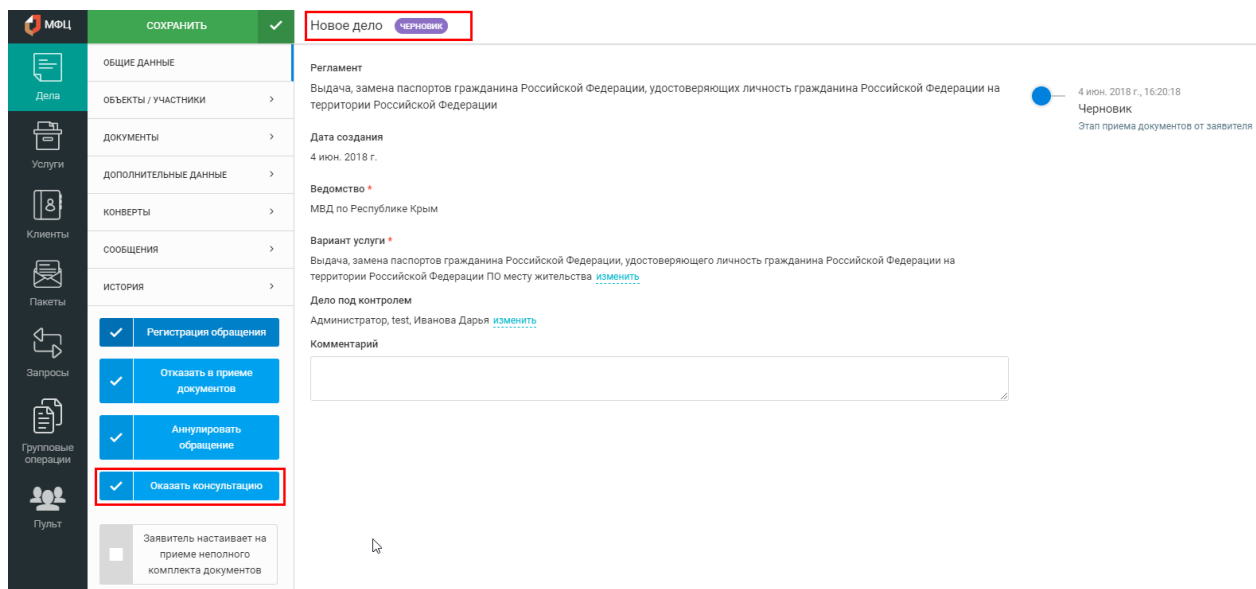 МФЦ
Дела
Услуги
Клиенты
Пакеты
Запросы
Групповые
операции
Пульт
СОХРАНИТЬ
ОБЩИЕ ДАННЫЕ
ОБЪЕКТЫ / УЧАСТНИКИ
ДОКУМЕНТЫ
ДОПОЛНИТЕЛЬНЫЕ ДАННЫЕ
КОНВЕРТЫ
СООБЩЕНИЯ
ИСТОРИЯ
Регистрация обращения
Отказать в приеме
документов
Аннулировать
обращение
Оказать консультацию
Заявитель настаивает на
приеме неполного
комплекта документов
Новое дело ЧЕРНОВИК
Регламент
Выдача, замена паспортов гражданина Российской Федерации, удостоверяющих личность гражданина Российской Федерации на
территории Российской Федерации
Дата создания
4 июн. 2018 г.
Ведомство *
МВД по Республике Крым
Вариант услуги *
Выдача, замена паспортов гражданина Российской Федерации, удостоверяющего личность гражданина Российской Федерации на
территории Российской Федерации ПО месту жительства изменить
Дело под контролем
Администратор, test, Иванова Дарья изменить
Комментарий
4 июн. 2018 г., 16:20:18
Черновик
Этап приема документов от заявителя